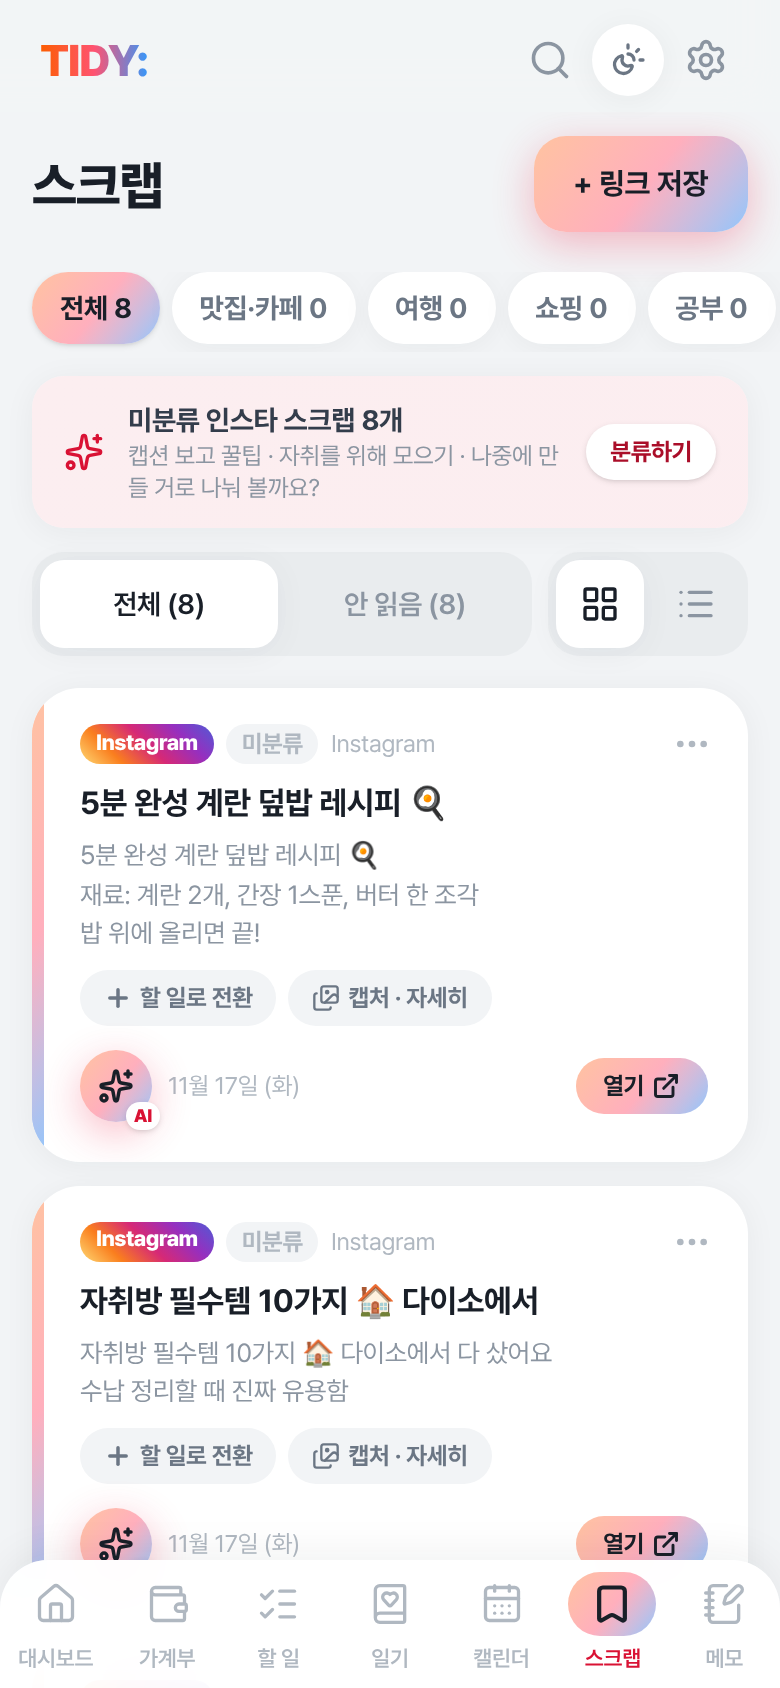 TIDY:
스크랩
+ 링크 저장
전체 8
맛집·카페 0
여행 0
쇼핑 0
공부 0
미분류 인스타 스크랩 8개
캡션 보고 꿀팁 · 자취를 위해 모으기 · 나중에 만
들 거로 나눠 볼까요?
분류하기
전체 (8)
안 읽음 (8)
Instagram 미분류 Instagram
5분 완성 계란 덮밥 레시피 🍳
5분 완성 계란 덮밥 레시피 🍳
재료: 계란 2개, 간장 1스푼, 버터 한 조각
밥 위에 올리면 끝!
할 일로 전환
캡처 · 자세히
AI
11월 17일 (화)
열기
Instagram 미분류 Instagram
자취방 필수템 10가지 🏠 다이소에서
자취방 필수템 10가지 🏠 다이소에서 다 샀어요
수납 정리할 때 진짜 유용함
할 일로 전환
캡처 · 자세히
11월 17일 (화)
열기
대시보드
가계부
할 일
일기
캘린더
스크랩
메모